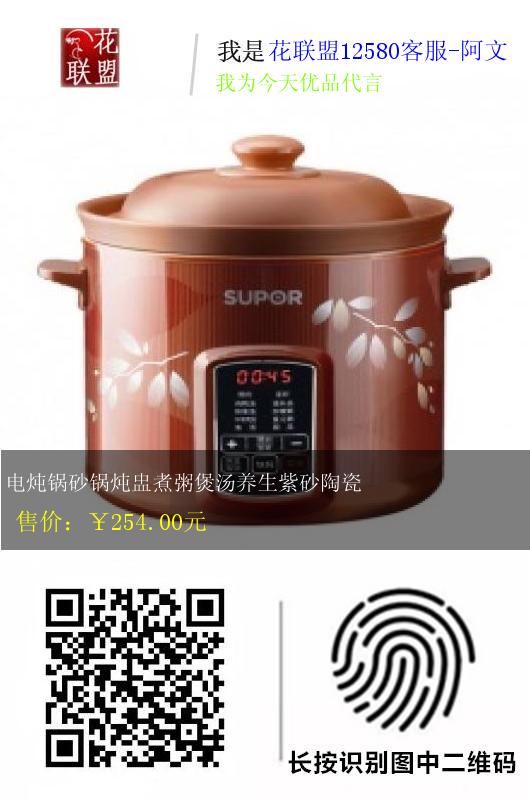 花
联盟
我是花联盟12580客服-阿文
我为今天优品代言
SUPOR
00:45
电炖锅砂锅炖盅煮粥煲汤养生紫砂陶瓷
售价：￥254.00元
长按识别图中二维码